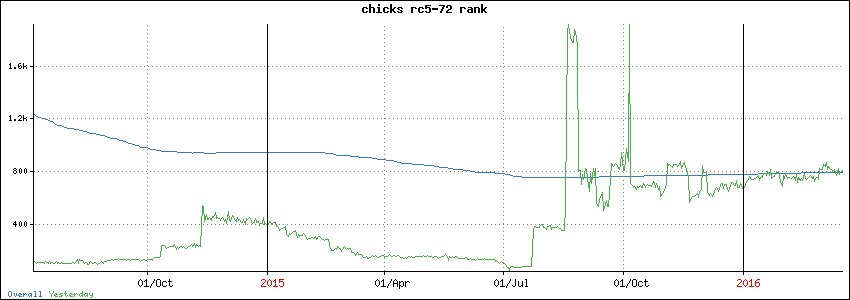 chicks rc5-72 rank
1.6k
1.2k
800
400
01/Oct 2015 01/Apr 01/Jul 01/Oct 2016
Overall Yesterday